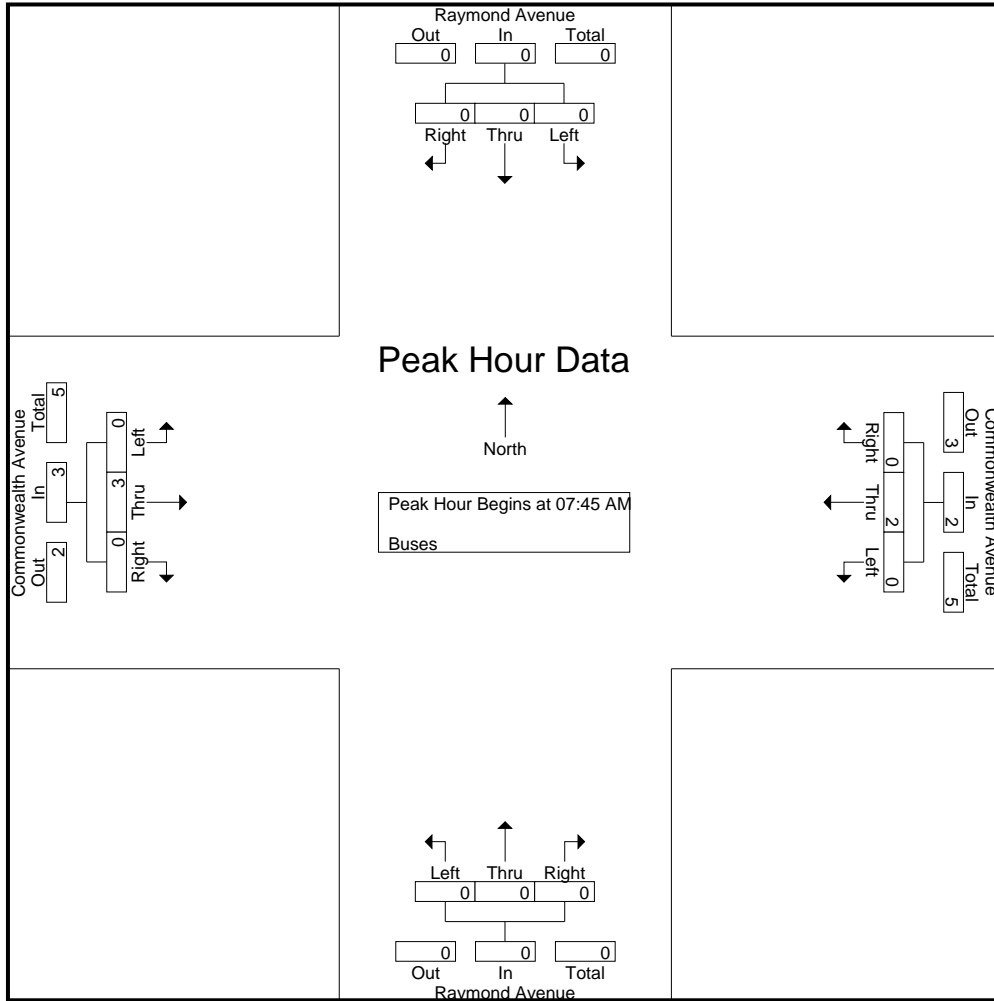 Raymond Avenue
Out In Total
0 0 0
0 0 0
Right Thru Left
Peak Hour Data
North
Peak Hour Begins at 07:45 AM
Buses
Commonwealth Avenue
Out In Total
2 3 5
0 3 0
Right Thru Left
Commonwealth Avenue
Out In Total
3 2 5
0 2 0
Right Thru Left
Left Thru Right
0 0 0
0 0 0
Out In Total
Raymond Avenue